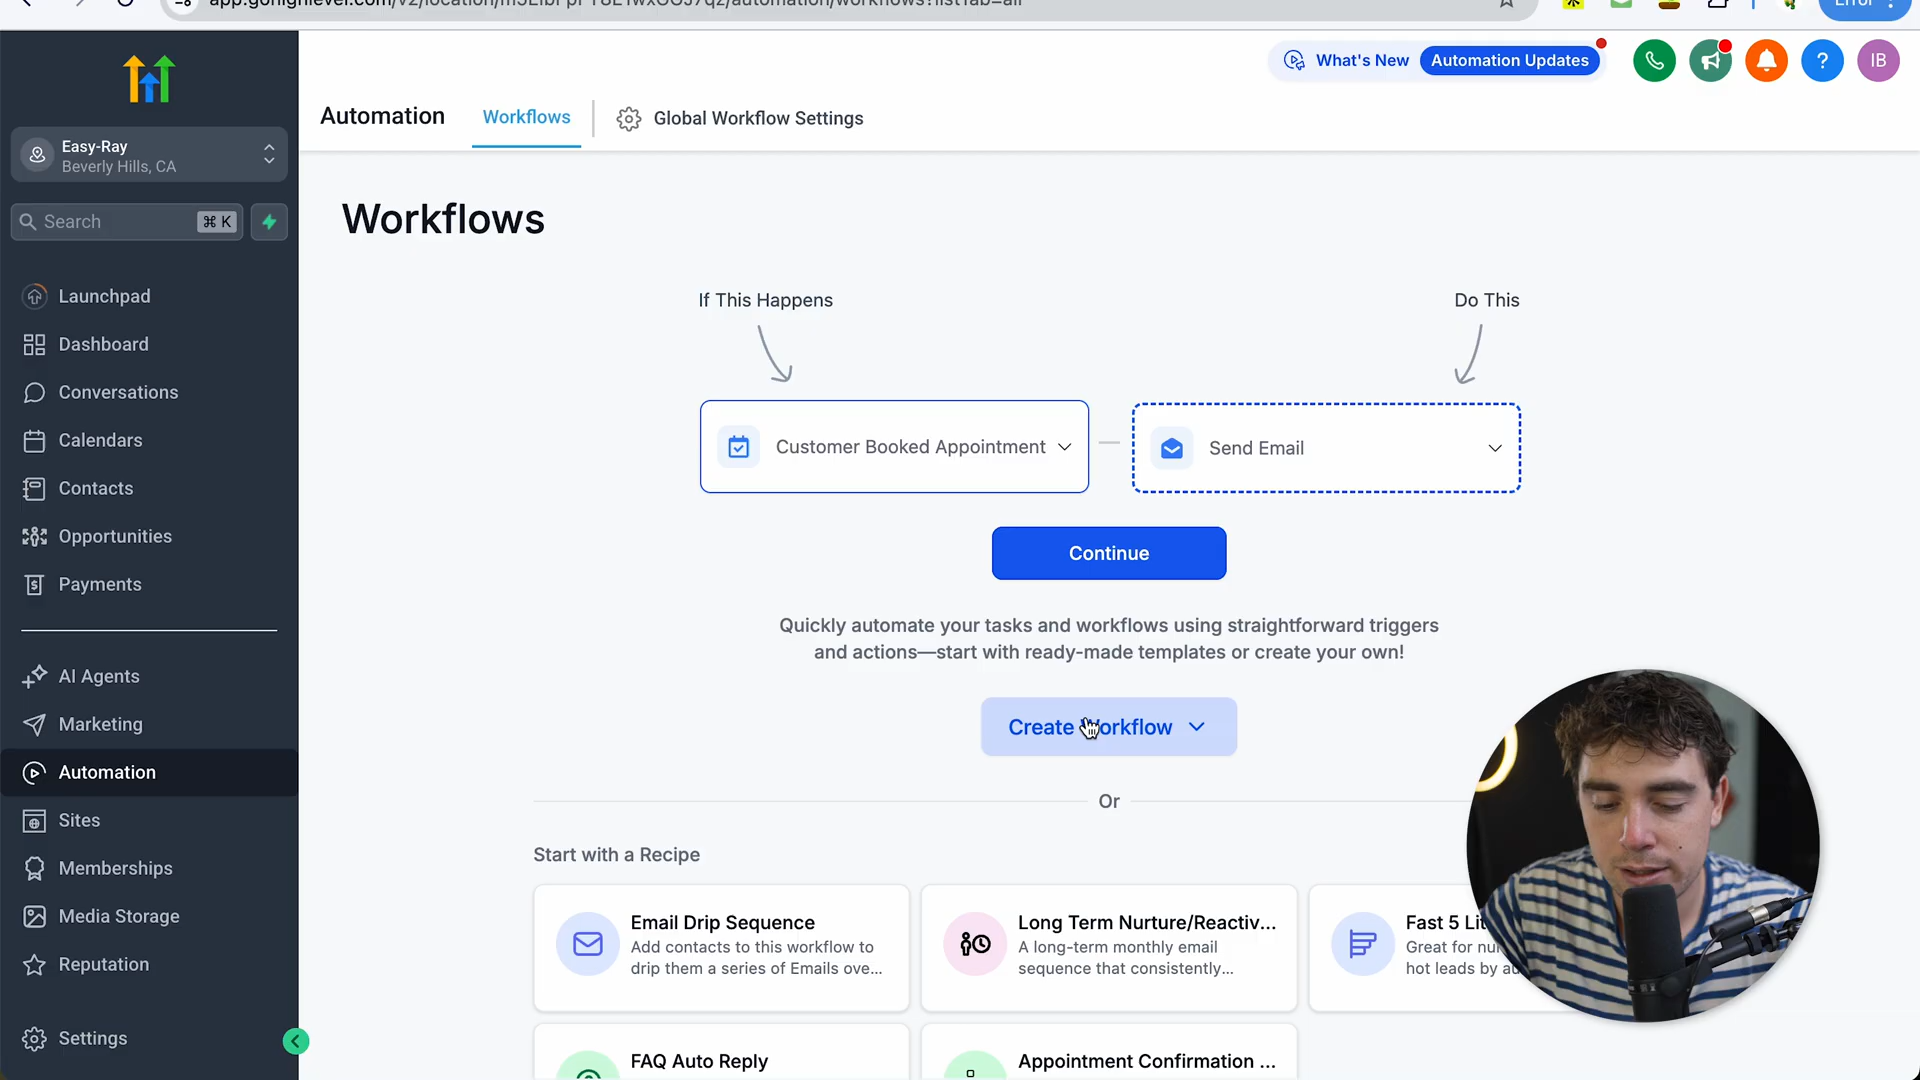 What's New
Automation Updates
IB
Automation
Workflows
Global Workflow Settings
Easy-Ray
Beverly Hills, CA
Search
⌘ K
Launchpad
Dashboard
Conversations
Calendars
Contacts
Opportunities
Payments
AI Agents
Marketing
Automation
Sites
Memberships
Media Storage
Reputation
Settings
Workflows
If This Happens
Do This
Customer Booked Appointment
Send Email
Continue
Quickly automate your tasks and workflows using straightforward triggers
and actions—start with ready-made templates or create your own!
Create Workflow
Or
Start with a Recipe
Email Drip Sequence
Add contacts to this workflow to
drip them a series of Emails ove...
Long Term Nurture/Reactiv...
A long-term monthly email
sequence that consistently...
Fast 5
Great for
hot leads by
FAQ Auto Reply
Appointment Confirmation ...